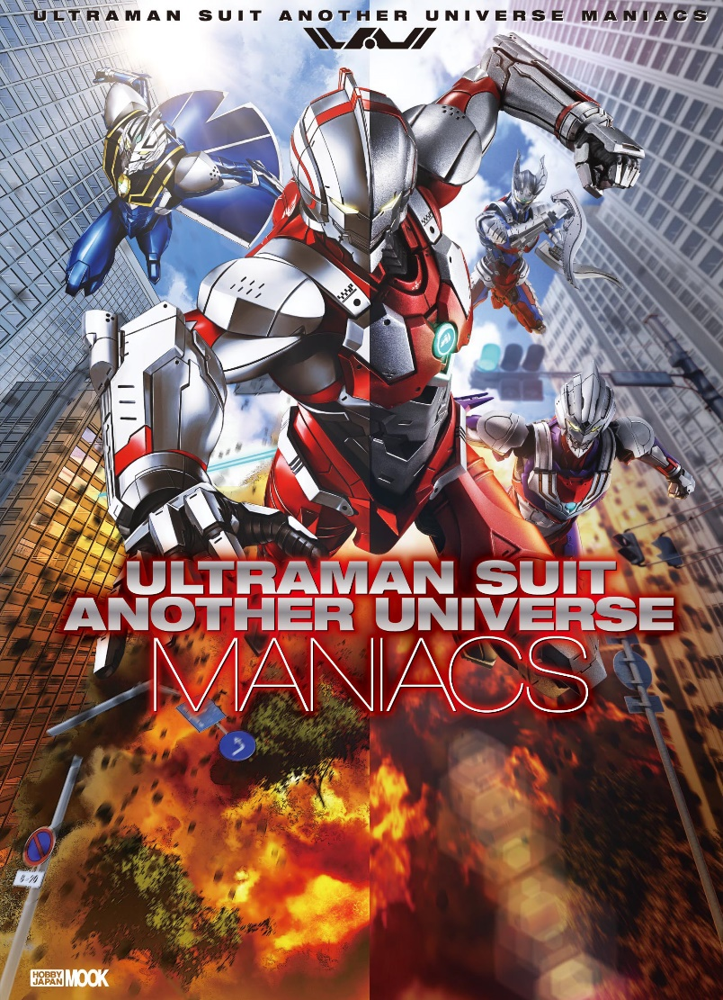 ULTRAMAN SUIT ANOTHER UNIVERSE MANIACS
ULTRAMAN SUIT
ANOTHER UNIVERSE
MANIACS
HOBBY
JAPAN MOOK